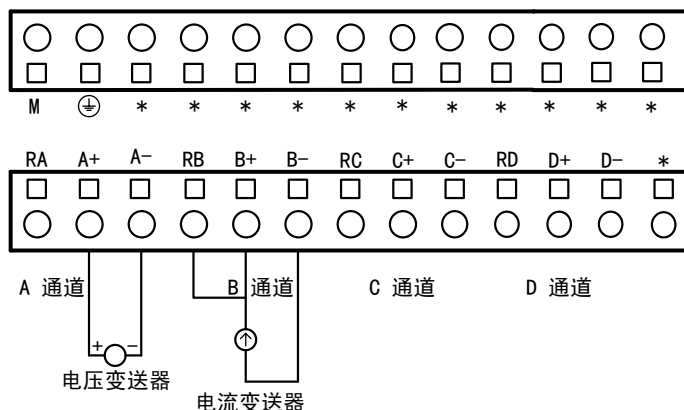 M ⏚ * * * * * * * * * * *
RA A+ A- RB B+ B- RC C+ C- RD D+ D- *
A 通道 B 通道 C 通道 D 通道
+ -
电压变送器
电流变送器